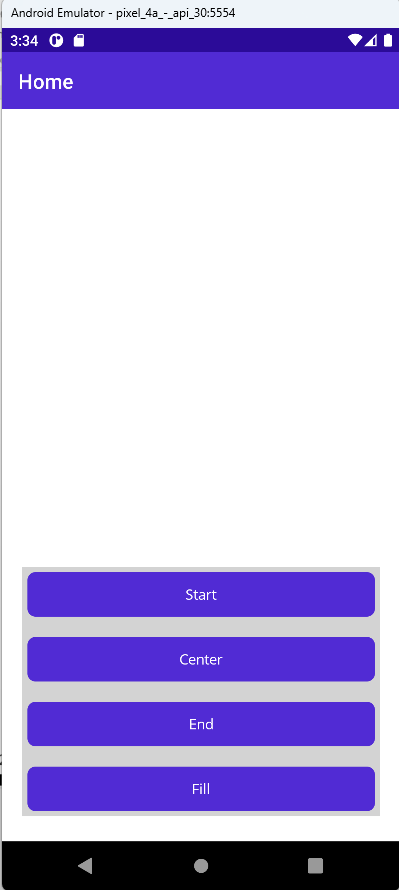 Android Emulator - pixel_4a_-_api_30:5554
3:34
Home
Start
Center
End
Fill